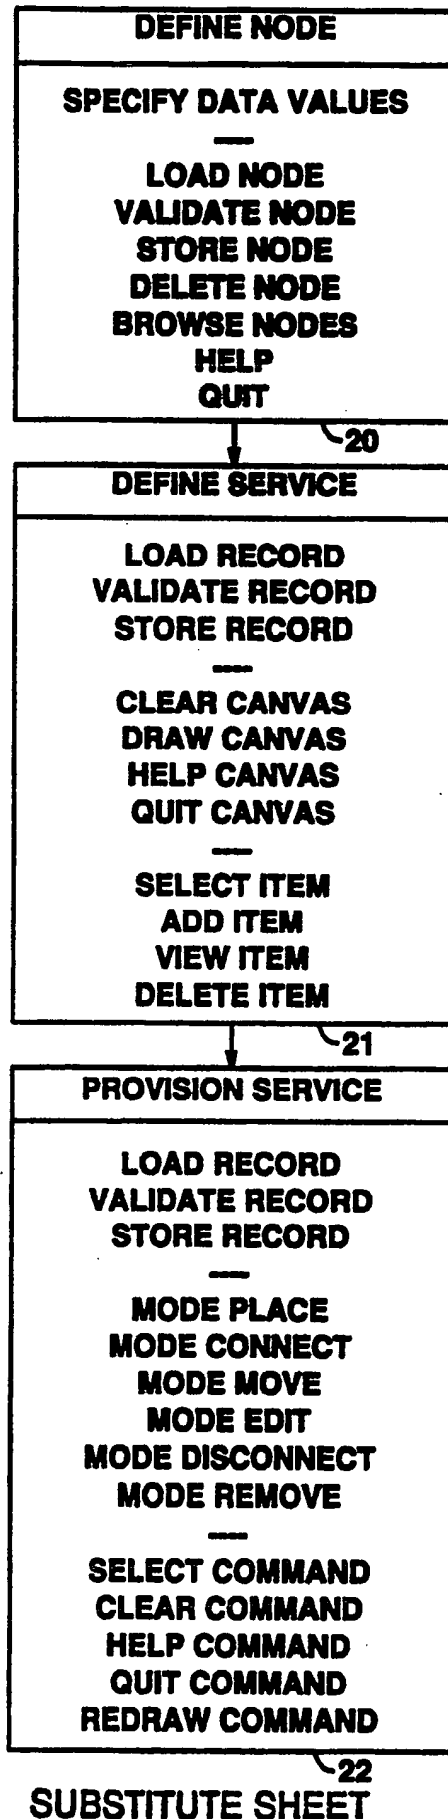 DEFINE NODE
SPECIFY DATA VALUES
----
LOAD NODE
VALIDATE NODE
STORE NODE
DELETE NODE
BROWSE NODES
HELP
QUIT
20
DEFINE SERVICE
LOAD RECORD
VALIDATE RECORD
STORE RECORD
----
CLEAR CANVAS
DRAW CANVAS
HELP CANVAS
QUIT CANVAS
----
SELECT ITEM
ADD ITEM
VIEW ITEM
DELETE ITEM
21
PROVISION SERVICE
LOAD RECORD
VALIDATE RECORD
STORE RECORD
----
MODE PLACE
MODE CONNECT
MODE MOVE
MODE EDIT
MODE DISCONNECT
MODE REMOVE
----
SELECT COMMAND
CLEAR COMMAND
HELP COMMAND
QUIT COMMAND
REDRAW COMMAND
22
SUBSTITUTE SHEET